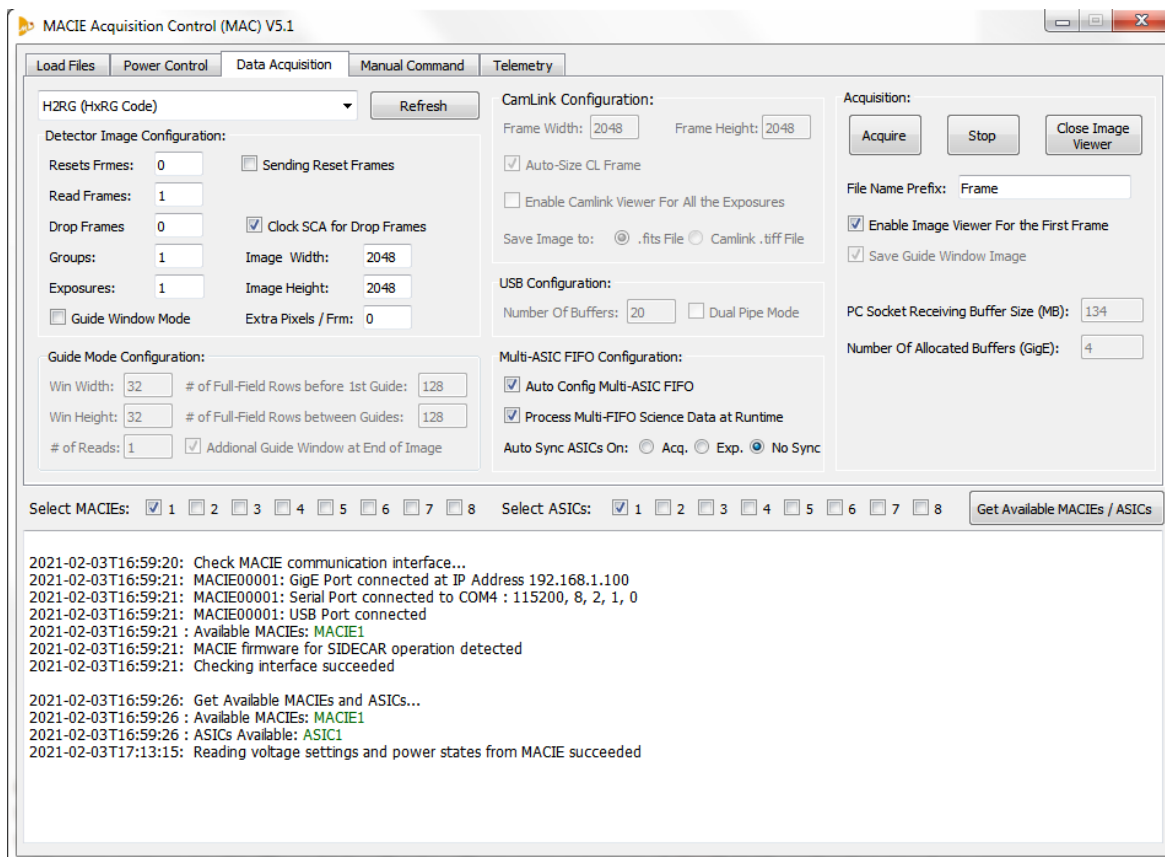 MACIE Acquisition Control (MAC) V5.1
Load Files Power Control Data Acquisition Manual Command Telemetry
H2RG (HxRG Code) Refresh
Detector Image Configuration:
Resets Frmes: 0 Sending Reset Frames
Read Frames: 1
Drop Frames 0 Clock SCA for Drop Frames
Groups: 1 Image Width: 2048
Exposures: 1 Image Height: 2048
Guide Window Mode Extra Pixels / Frm: 0
Guide Mode Configuration:
Win Width: 32 # of Full-Field Rows before 1st Guide: 128
Win Height: 32 # of Full-Field Rows between Guides: 128
# of Reads: 1 Addional Guide Window at End of Image
CamLink Configuration:
Frame Width: 2048 Frame Height: 2048
Auto-Size CL Frame
Enable Camlink Viewer For All the Exposures
Save Image to: .fits File Camlink .tiff File
USB Configuration:
Number Of Buffers: 20 Dual Pipe Mode
Multi-ASIC FIFO Configuration:
Auto Config Multi-ASIC FIFO
Process Multi-FIFO Science Data at Runtime
Auto Sync ASICs On: Acq. Exp. No Sync
Acquisition:
Acquire Stop Close Image
Viewer
File Name Prefix: Frame
Enable Image Viewer For the First Frame
Save Guide Window Image
PC Socket Receiving Buffer Size (MB): 134
Number Of Allocated Buffers (GigE): 4
Select MACIEs: 1 2 3 4 5 6 7 8 Select ASICs: 1 2 3 4 5 6 7 8 Get Available MACIEs / ASICs
2021-02-03T16:59:20: Check MACIE communication interface...
2021-02-03T16:59:21: MACIE00001: GigE Port connected at IP Address 192.168.1.100
2021-02-03T16:59:21: MACIE00001: Serial Port connected to COM4 : 115200, 8, 2, 1, 0
2021-02-03T16:59:21: MACIE00001: USB Port connected
2021-02-03T16:59:21 : Available MACIEs: MACIE1
2021-02-03T16:59:21: MACIE firmware for SIDECAR operation detected
2021-02-03T16:59:21: Checking interface succeeded
2021-02-03T16:59:26: Get Available MACIEs and ASICs...
2021-02-03T16:59:26 : Available MACIEs: MACIE1
2021-02-03T16:59:26 : ASICs Available: ASIC1
2021-02-03T17:13:15: Reading voltage settings and power states from MACIE succeeded